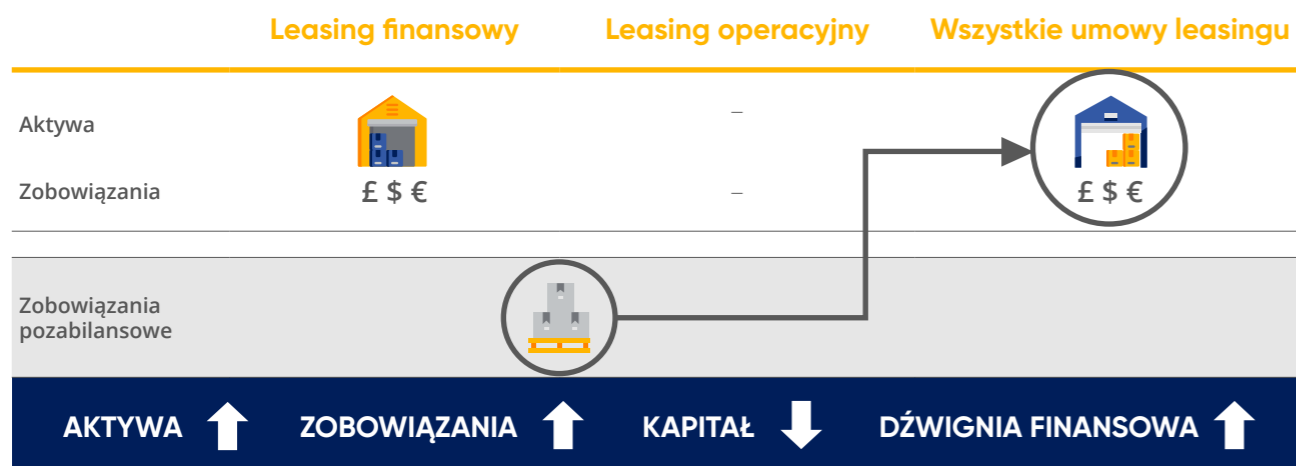 Leasing finansowy Leasing operacyjny Wszystkie umowy leasingu
Aktywa –
Zobowiązania £ $ € – £ $ €
Zobowiązania
pozabilansowe
AKTYWA ZOBOWIĄZANIA KAPITAŁ DŹWIGNIA FINANSOWA